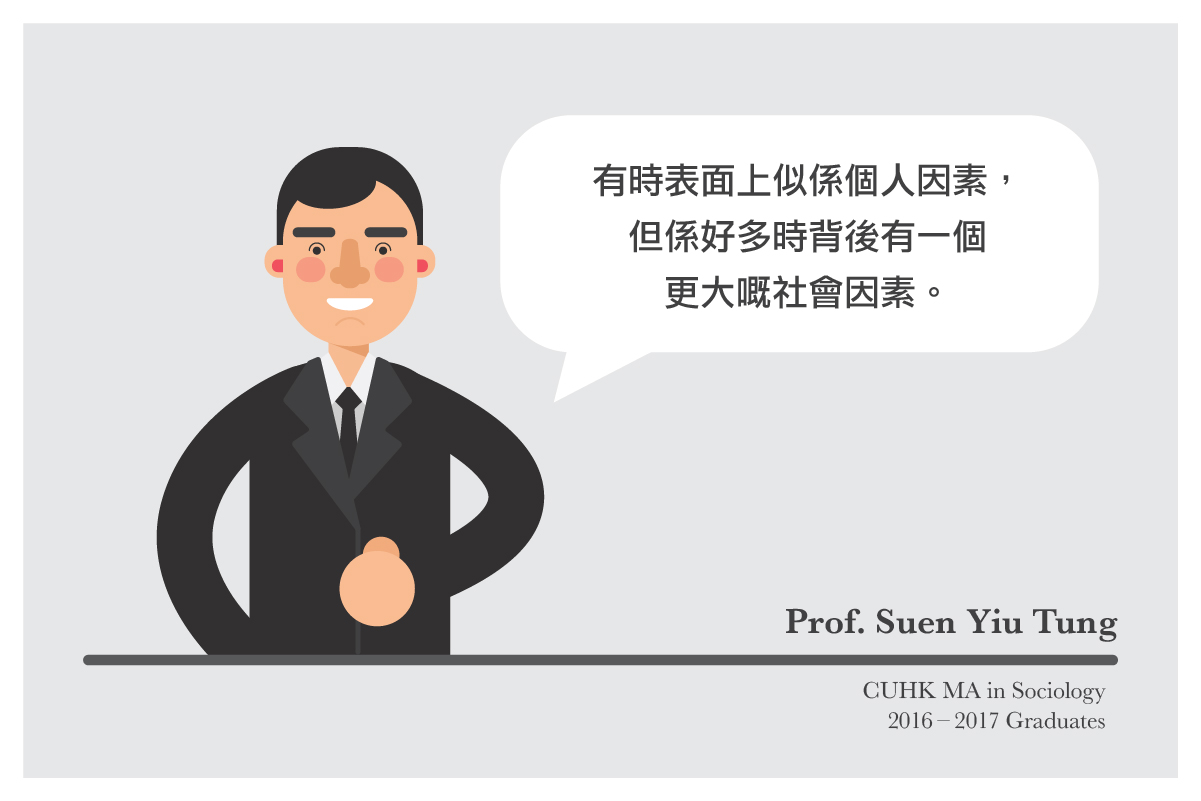 有時表面上似係個人因素，
但係好多時背後有一個
更大嘅社會因素。
Prof. Suen Yiu Tung
CUHK MA in Sociology
2016 – 2017 Graduates